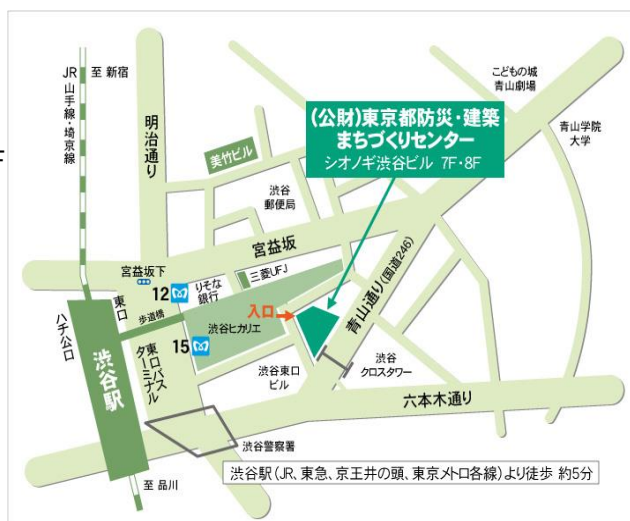 JR
山手線・埼京線
至 新宿
明治通り
美竹ビル
渋谷
郵便局
(公財)東京都防災・建築
まちづくりセンター
シオノギ渋谷ビル 7F・8F
こどもの城
青山劇場
青山学院
大学
宮益坂
宮益坂下
12
りそな
銀行
三菱UFJ
青山通り(国道246)
東口
歩道橋
渋谷ヒカリエ
入口
ハチ公口
渋谷駅
東口バス
ターミナル
15
渋谷東口
ビル
渋谷
クロスタワー
六本木通り
渋谷警察署
至 品川
渋谷駅(JR、東急、京王井の頭、東京メトロ各線)より徒歩 約5分